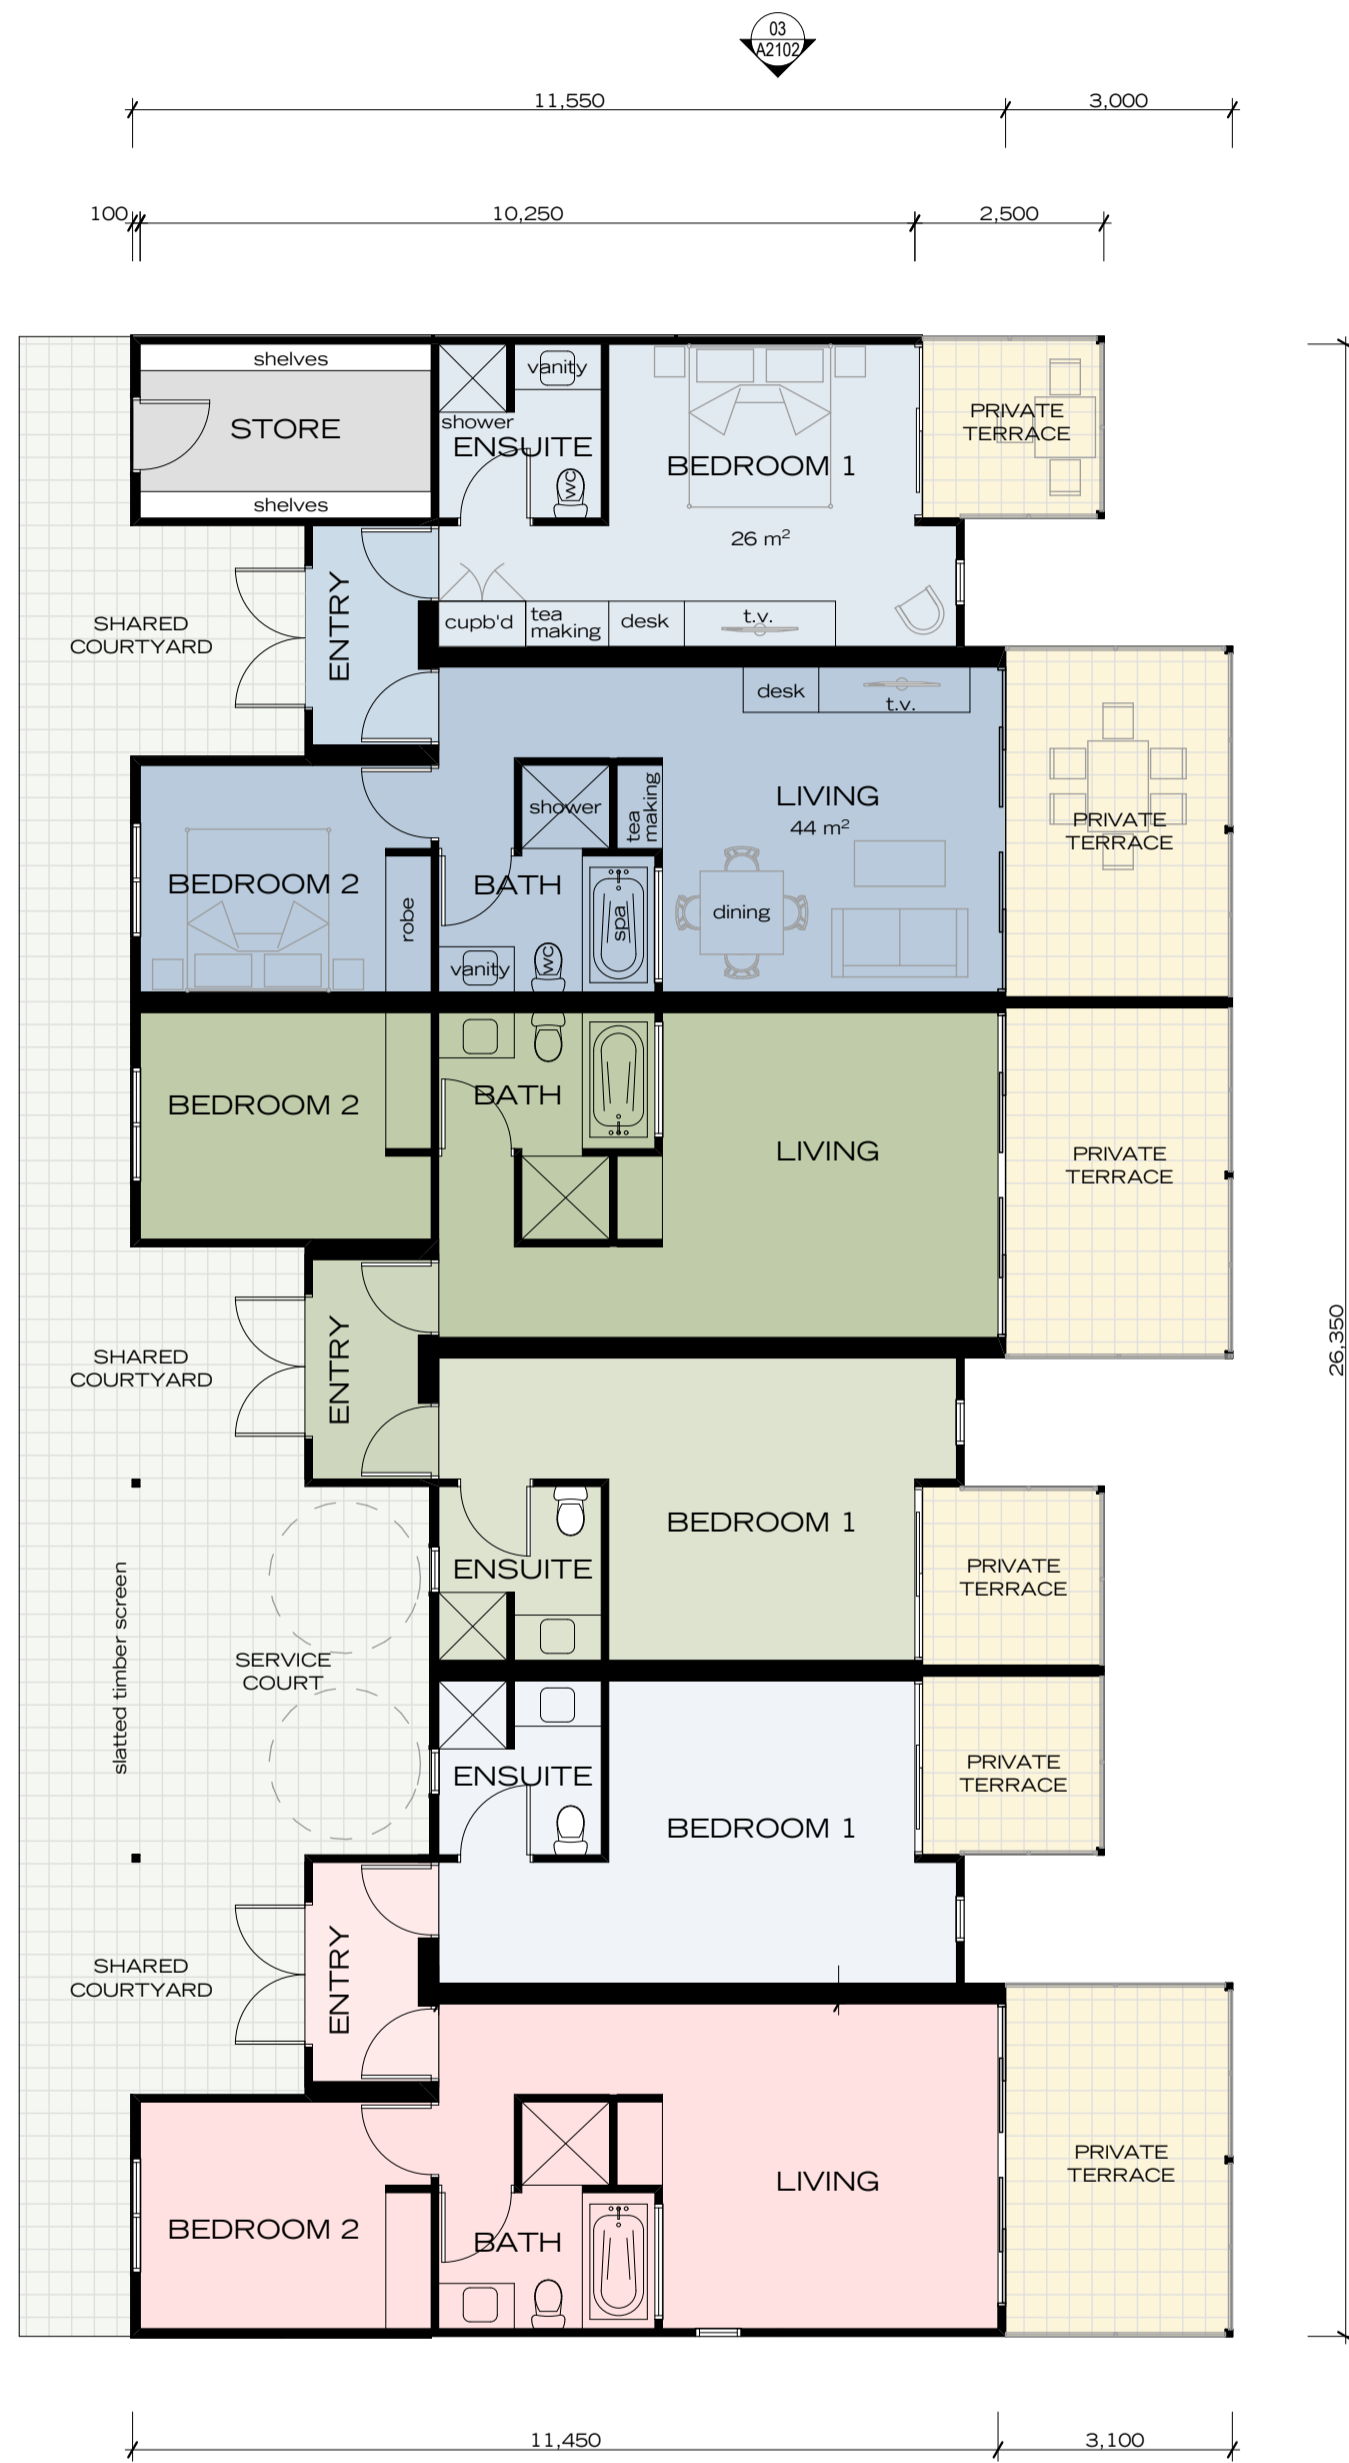 03
A2102
11,550
3,000
100
10,250
2,500
shelves
STORE
shelves
vanity
shower
ENSUITE
WC
BEDROOM 1
26 m²
PRIVATE
TERRACE
SHARED
COURTYARD
ENTRY
cupb'd
tea
making
desk
t.v.
desk
t.v.
LIVING
44 m²
shower
tea
making
PRIVATE
TERRACE
BEDROOM 2
robe
BATH
spa
dining
vanity
WC
BEDROOM 2
BATH
LIVING
PRIVATE
TERRACE
SHARED
COURTYARD
ENTRY
26,350
BEDROOM 1
ENSUITE
PRIVATE
TERRACE
slatted timber screen
SERVICE
COURT
ENSUITE
BEDROOM 1
PRIVATE
TERRACE
SHARED
COURTYARD
ENTRY
LIVING
PRIVATE
TERRACE
BEDROOM 2
BATH
11,450
3,100